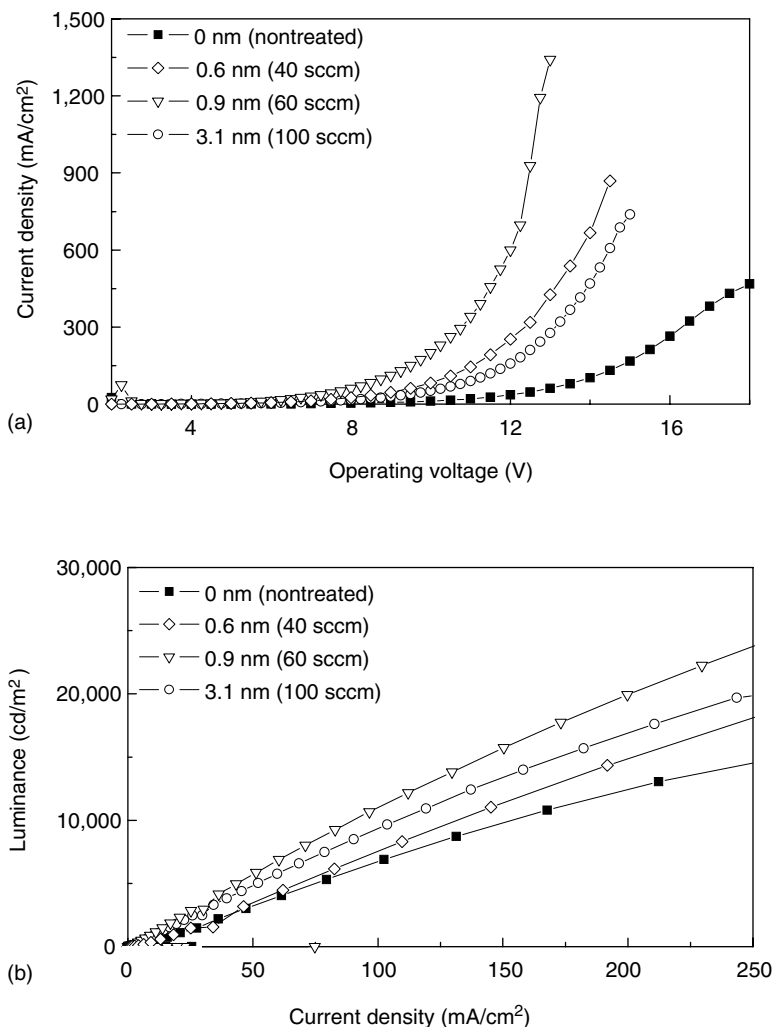 1,500
1,200
900
600
300
0
Current density (mA/cm²)
0 nm (nontreated)
0.6 nm (40 sccm)
0.9 nm (60 sccm)
3.1 nm (100 sccm)
4
8
12
16
(a)
Operating voltage (V)
30,000
20,000
10,000
0
Luminance (cd/m²)
0 nm (nontreated)
0.6 nm (40 sccm)
0.9 nm (60 sccm)
3.1 nm (100 sccm)
0
50
100
150
200
250
(b)
Current density (mA/cm²)